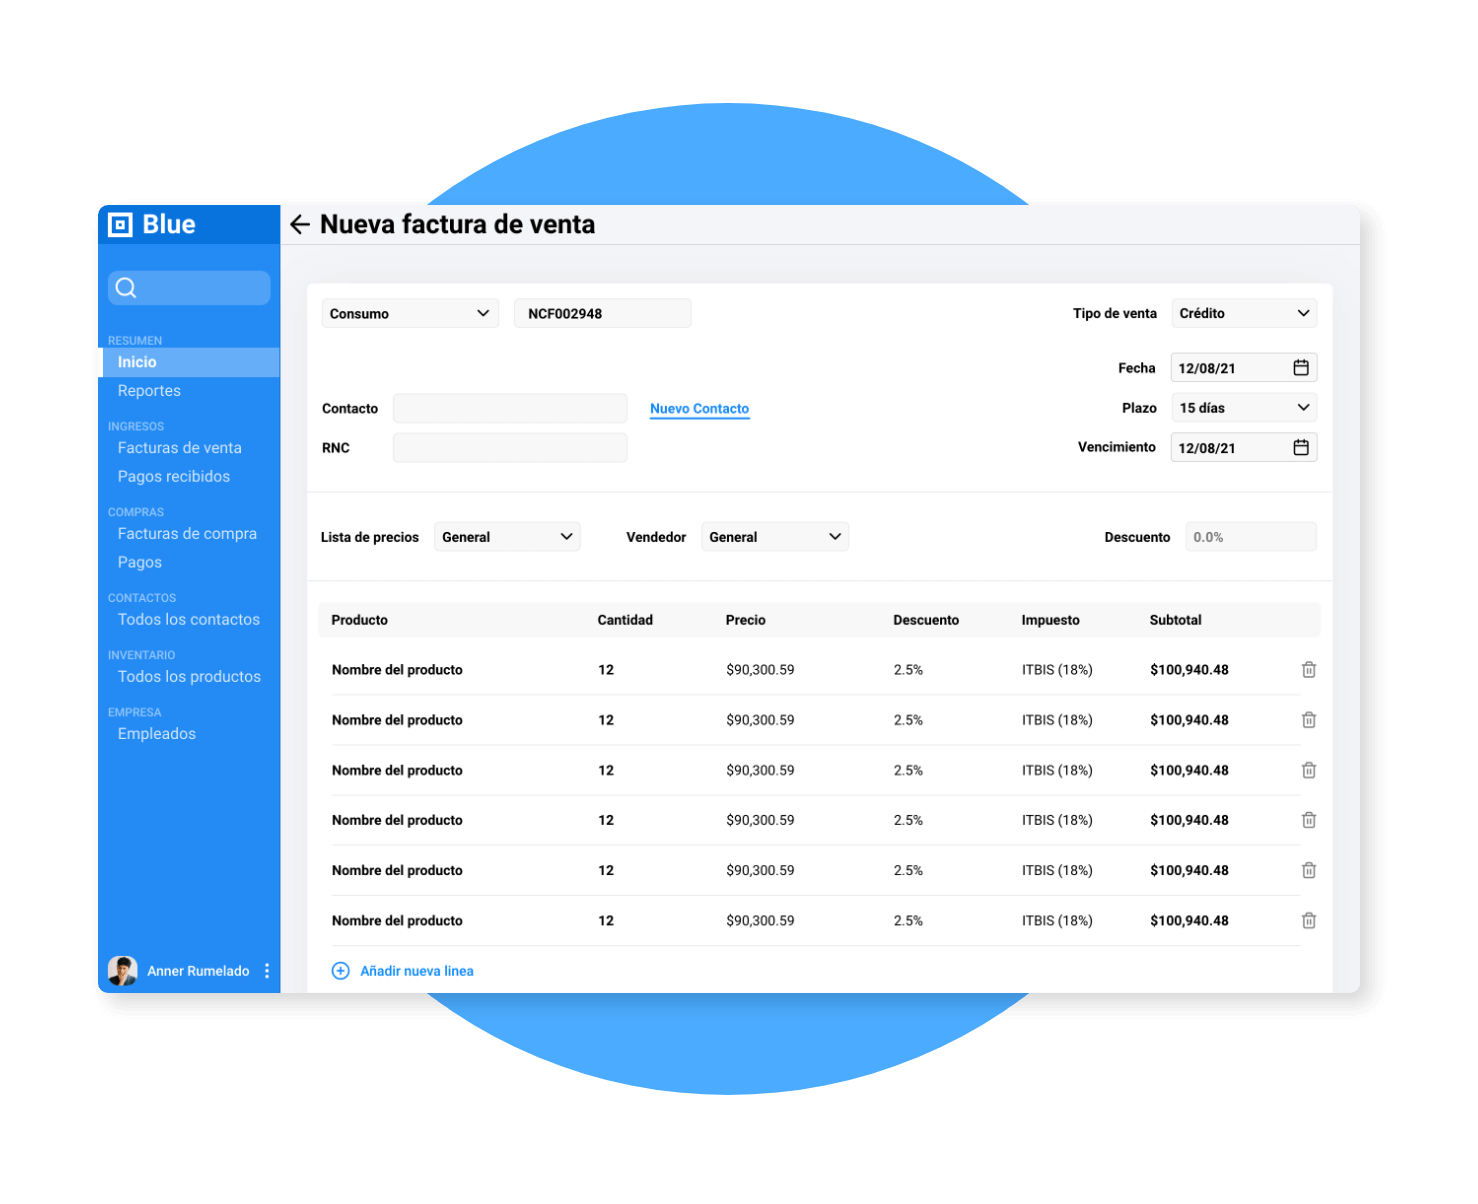 Blue
Nueva factura de venta
RESUMEN
Inicio
Reportes
INGRESOS
Facturas de venta
Pagos recibidos
COMPRAS
Facturas de compra
Pagos
CONTACTOS
Todos los contactos
INVENTARIO
Todos los productos
EMPRESA
Empleados
Anner Rumelado
Consumo NCF002948 Tipo de venta Crédito
Fecha 12/08/21
Contacto Nuevo Contacto Plazo 15 días
RNC Vencimiento 12/08/21
Lista de precios General Vendedor General Descuento 0.0%
Producto Cantidad Precio Descuento Impuesto Subtotal
Nombre del producto 12 $90,300.59 2.5% ITBIS (18%) $100,940.48
Nombre del producto 12 $90,300.59 2.5% ITBIS (18%) $100,940.48
Nombre del producto 12 $90,300.59 2.5% ITBIS (18%) $100,940.48
Nombre del producto 12 $90,300.59 2.5% ITBIS (18%) $100,940.48
Nombre del producto 12 $90,300.59 2.5% ITBIS (18%) $100,940.48
Nombre del producto 12 $90,300.59 2.5% ITBIS (18%) $100,940.48
Añadir nueva linea